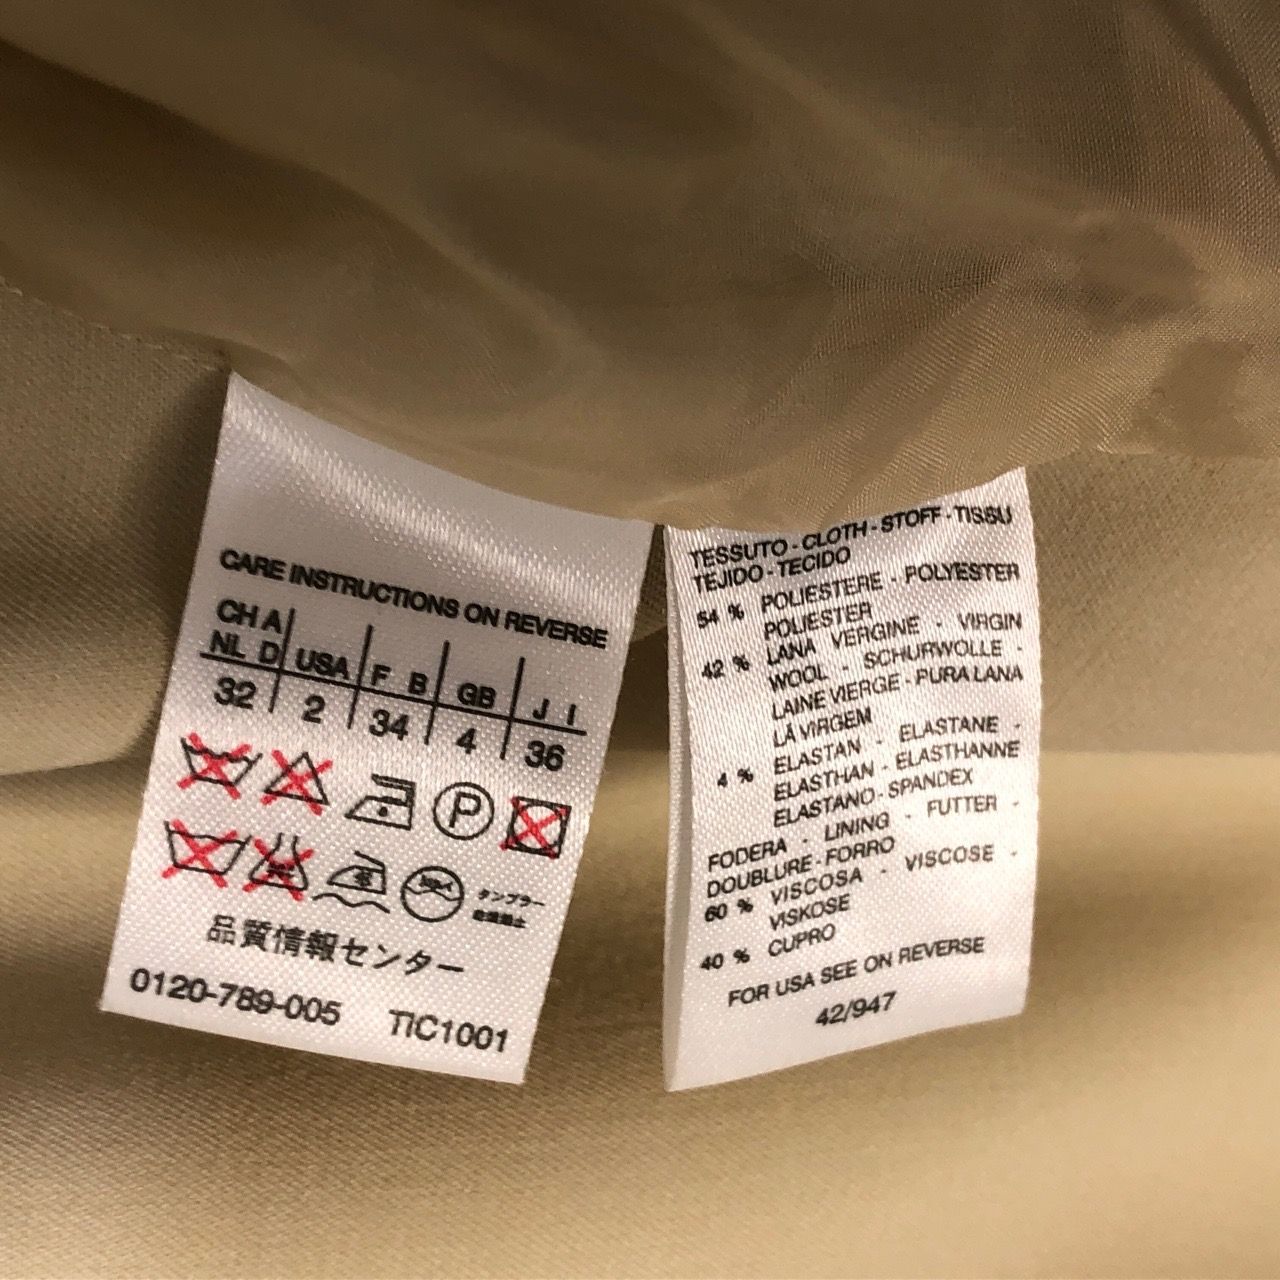 CARE INSTRUCTIONS ON REVERSE
CH A
NL D USA F B GB J I
32 2 34 4 36
P
タンブラー
品質情報センター
0120-789-005 TIC1001
TESSUTO - CLOTH - STOFF - TISSU
TEJIDO - TECIDO
54 % POLIESTERE - POLYESTER
POLIESTER
42 % LANA VERGINE - VIRGIN
WOOL - SCHURWOLLE -
LAINE VIERGE - PURA LANA
LÁ VIRGEM
4 % ELASTAN - ELASTANE -
ELASTHAN - ELASTHANNE
ELASTANO - SPANDEX
FODERA - LINING - FUTTER -
DOUBLURE - FORRO
60 % VISCOSA - VISCOSE -
VISKOSE
40 % CUPRO
FOR USA SEE ON REVERSE
42/947